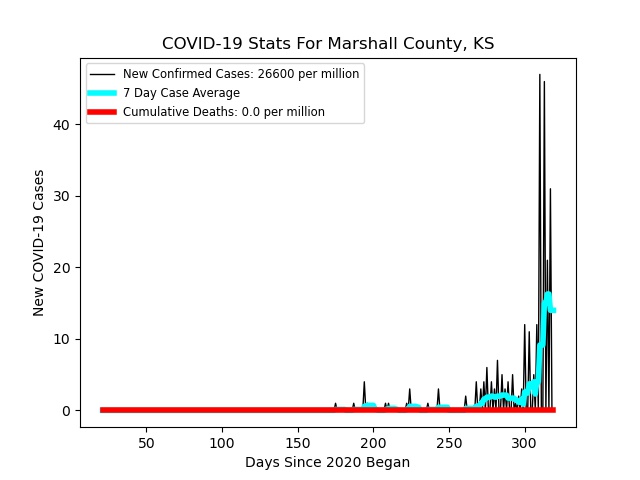 COVID-19 Stats For Marshall County, KS
New Confirmed Cases: 26600 per million
7 Day Case Average
Cumulative Deaths: 0.0 per million
New COVID-19 Cases
40
30
20
10
0
50 100 150 200 250 300
Days Since 2020 Began